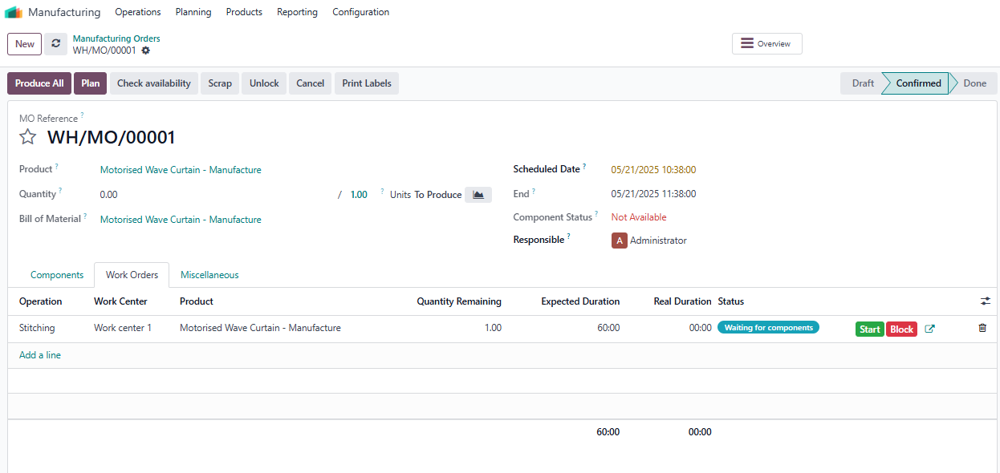 Manufacturing Operations Planning Products Reporting Configuration
New Manufacturing Orders
WH/MO/00001
Overview
Produce All Plan Check availability Scrap Unlock Cancel Print Labels Draft Confirmed Done
MO Reference ?
WH/MO/00001
Product ? Motorised Wave Curtain - Manufacture Scheduled Date ? 05/21/2025 10:38:00
Quantity ? 0.00 / 1.00 ? Units To Produce End ? 05/21/2025 11:38:00
Bill of Material ? Motorised Wave Curtain - Manufacture Component Status ? Not Available
Responsible ? A Administrator
Components Work Orders Miscellaneous
Operation Work Center Product Quantity Remaining Expected Duration Real Duration Status
Stitching Work center 1 Motorised Wave Curtain - Manufacture 1.00 60:00 00:00 Waiting for components Start Block
Add a line
60:00 00:00